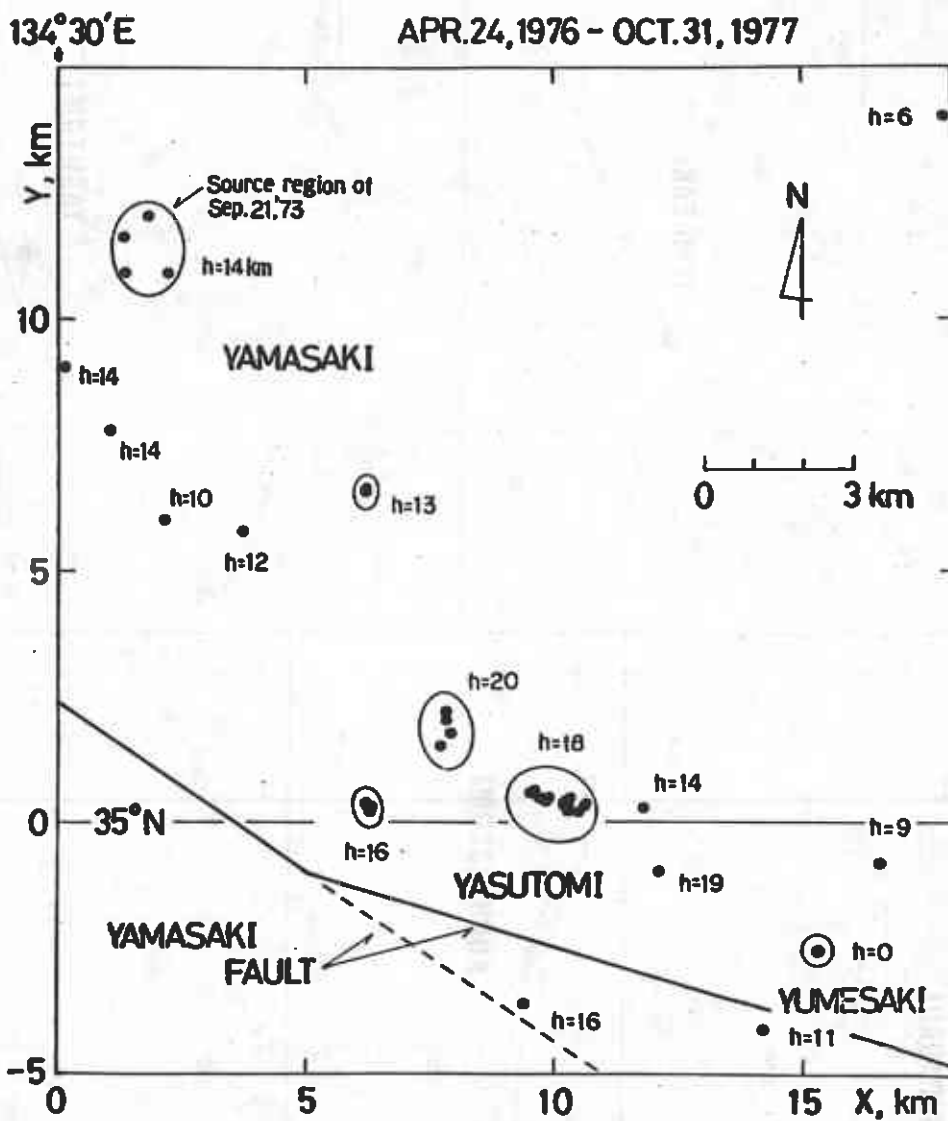 134°30'E
APR.24,1976 - OCT.31,1977
Y, km
h=6
Source region of
Sep.21,'73
N
h=14km
10
YAMASAKI
h=14
h=14
0 3 km
h=10
h=13
h=12
5
h=20
h=18
h=14
0
35°N
h=9
h=16
YASUTOMI
h=19
YAMASAKI
FAULT
h=0
YUMESAKI
h=16
h=11
-5
0
5
10
15
X, km